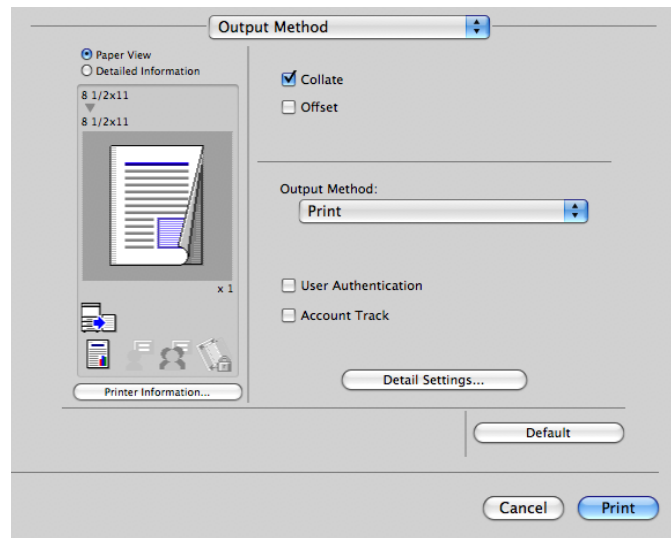 Output Method
Paper View
Detailed Information
8 1/2x11
8 1/2x11
x 1
Printer Information...
Collate
Offset
Output Method:
Print
User Authentication
Account Track
Detail Settings...
Default
Cancel
Print